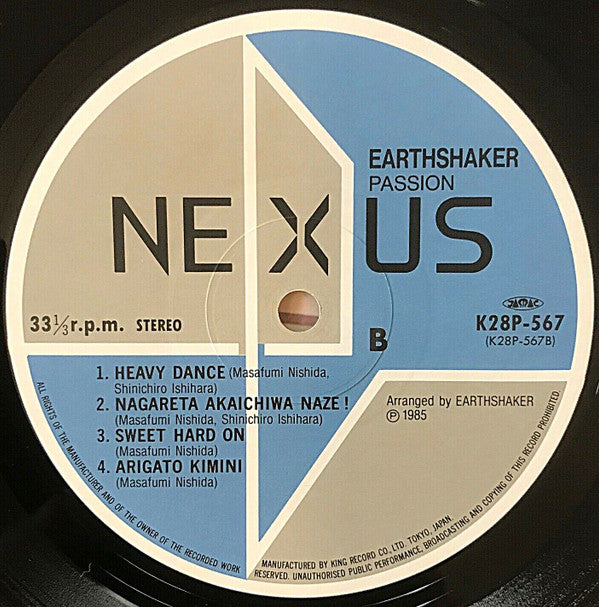 EARTHSHAKER
PASSION
NEXUS
33⅓r.p.m. STEREO
JASRAC
K28P-567
(K28P-567B)
B
1. HEAVY DANCE (Masafumi Nishida,
Shinichiro Ishihara)
2. NAGARETA AKAICHIWA NAZE!
(Masafumi Nishida, Shinichiro Ishihara)
3. SWEET HARD ON
(Masafumi Nishida)
4. ARIGATO KIMINI
(Masafumi Nishida)
Arranged by EARTHSHAKER
Ⓟ 1985
ALL RIGHTS OF THE MANUFACTURER AND OF THE OWNER OF THE RECORDED WORK
RESERVED. UNAUTHORISED PUBLIC PERFORMANCE, BROADCASTING AND COPYING OF THIS RECORD PROHIBITED
MANUFACTURED BY KING RECORD CO., LTD. TOKYO, JAPAN.